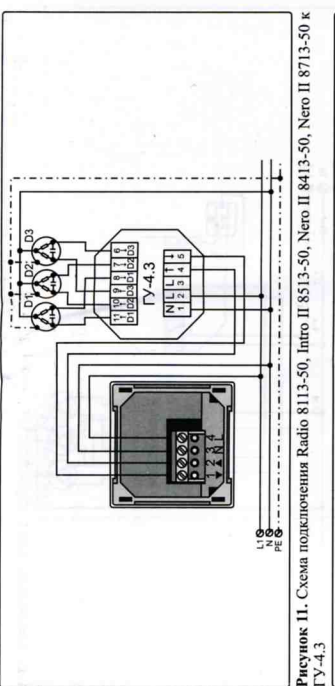 D1
D2
D3
11 10 9 8 7 6
↓ ↓ ↓ ↑ ↑ ↑
D1 D2 D3 D1 D2 D3
ГУ-4.3
N L L ↓ ↑
1 2 3 4 5
1 2 3 4
▼ ▲ N L
L1
N
PE
Рисунок 11. Схема подключения Radio 8113-50, Intro II 8513-50, Nero II 8413-50, Nero II 8713-50 к
ГУ-4.3